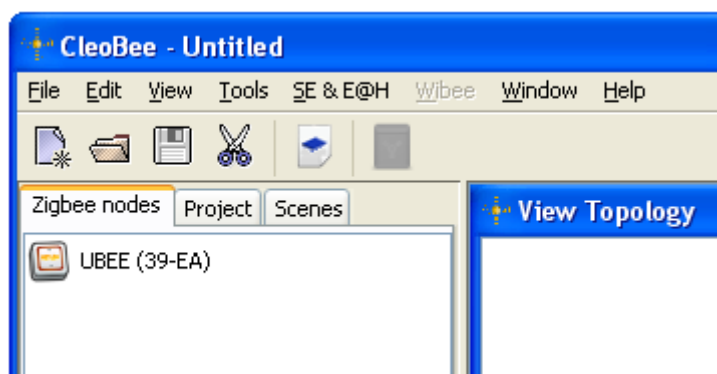 CleoBee - Untitled
File Edit View Tools SE & E@H Wibee Window Help
Zigbee nodes Project Scenes
View Topology
UBEE (39-EA)